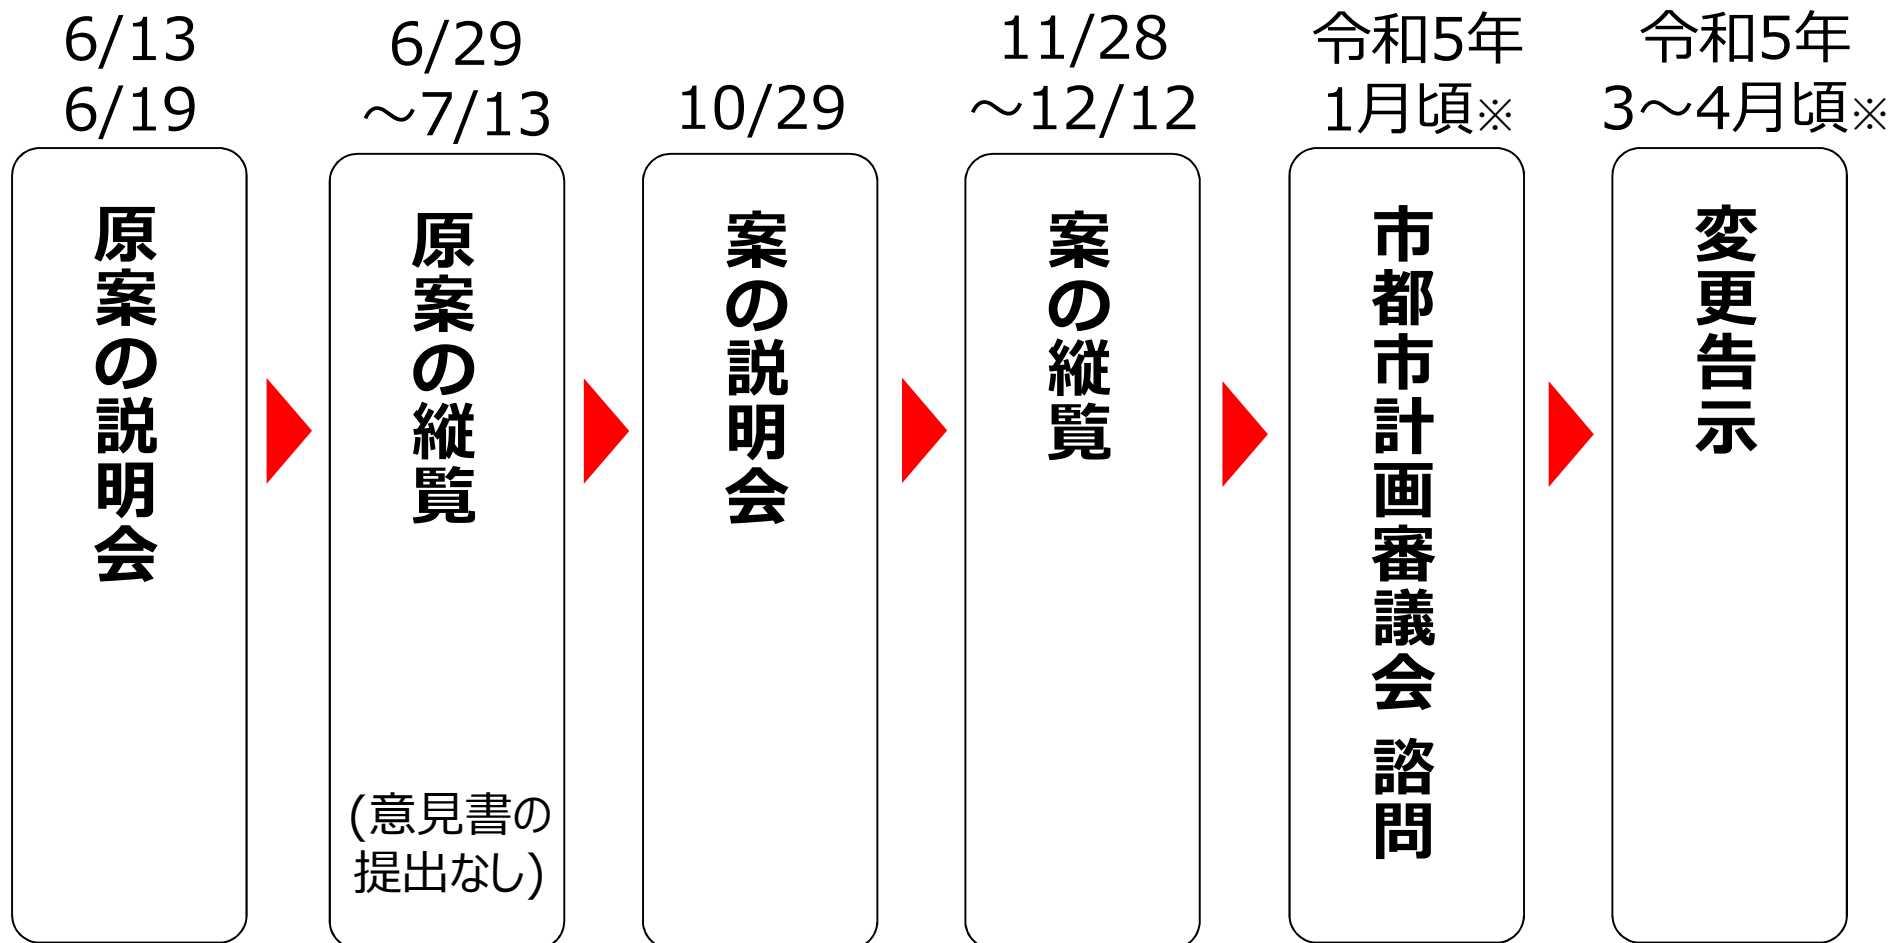 6/13
6/19
原案の説明会
6/29
～7/13
原案の縦覧
(意見書の
提出なし)
10/29
案の説明会
11/28
～12/12
案の縦覧
令和5年
1月頃※
市都市計画審議会 諮問
令和5年
3～4月頃※
変更告示